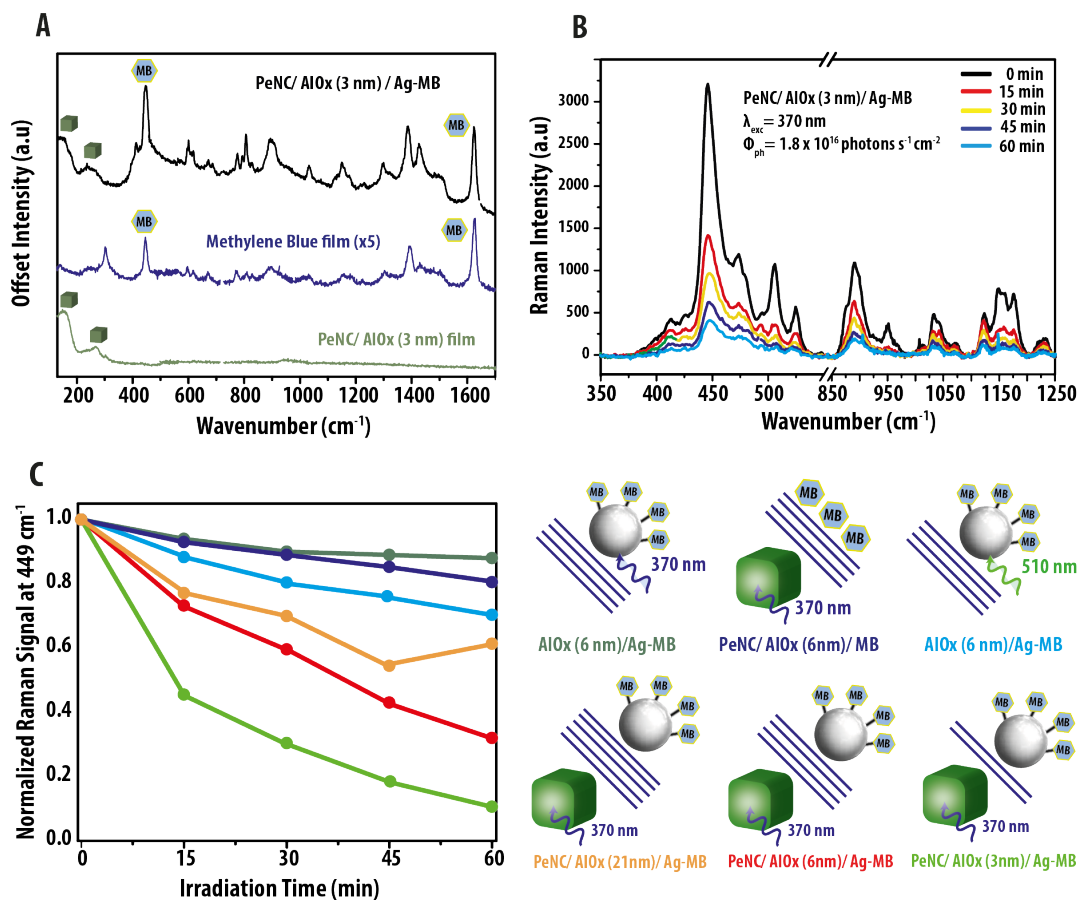 A
PeNC/ AlOx (3 nm) / Ag-MB
MB
MB
Methylene Blue film (x5)
MB
MB
PeNC/ AlOx (3 nm) film
Offset Intensity (a.u)
200 400 600 800 1000 1200 1400 1600
Wavenumber (cm-1)
B
PeNC/ AlOx (3 nm)/ Ag-MB
λexc= 370 nm
Φph= 1.8 x 10^16 photons s-1 cm-2
0 min
15 min
30 min
45 min
60 min
Raman Intensity (a.u)
3000
2500
2000
1500
1000
500
0
350 450 550 850 950 1050 1150 1250
Wavenumber (cm-1)
C
Normalized Raman Signal at 449 cm-1
1.0
0.8
0.6
0.4
0.2
0.0
0 15 30 45 60
Irradiation Time (min)
MB MB MB MB
370 nm
AlOx (6 nm)/Ag-MB
MB MB MB
370 nm
PeNC/ AlOx (6nm)/ MB
MB MB MB MB
510 nm
AlOx (6 nm)/Ag-MB
MB MB MB MB
370 nm
PeNC/ AlOx (21nm)/ Ag-MB
MB MB MB MB
370 nm
PeNC/ AlOx (6nm)/ Ag-MB
MB MB MB MB
370 nm
PeNC/ AlOx (3nm)/ Ag-MB